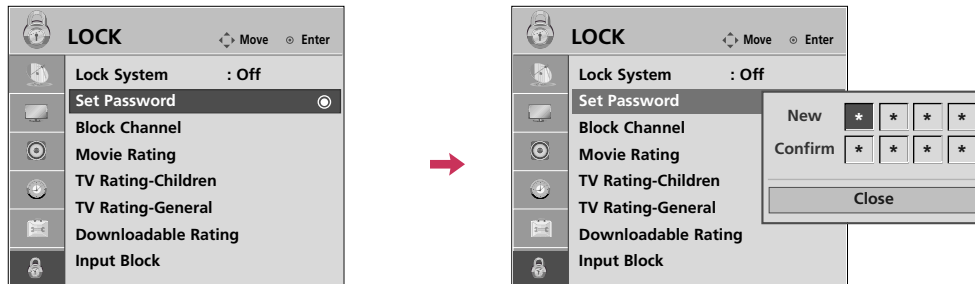 LOCK Move Enter
Lock System : Off
Set Password
Block Channel
Movie Rating
TV Rating-Children
TV Rating-General
Downloadable Rating
Input Block
LOCK Move Enter
Lock System : Off
Set Password
Block Channel
Movie Rating
TV Rating-Children
TV Rating-General
Downloadable Rating
Input Block
New * * * *
Confirm * * * *
Close